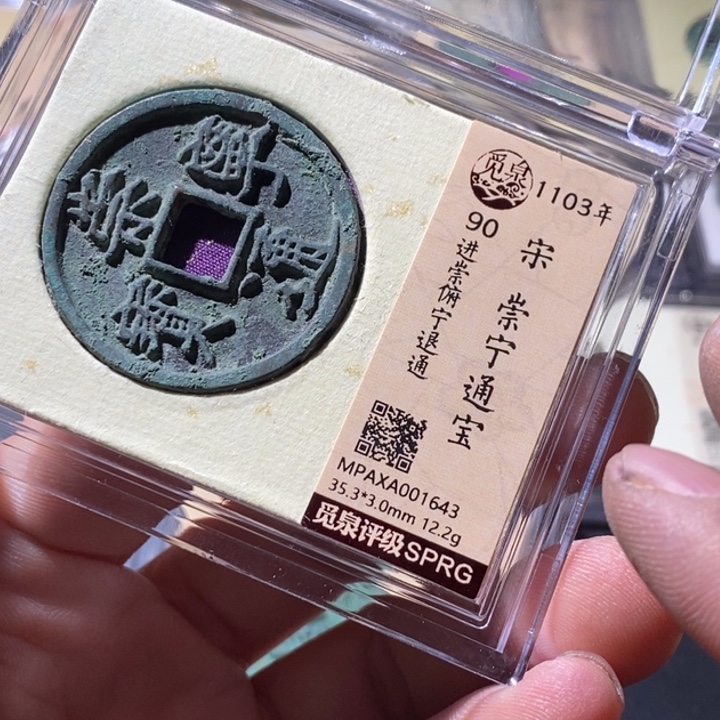 崇寧通寳
觅泉
1103年
90
宋 崇宁通宝
进崇俯宁退通
MPAXA001643
35.3*3.0mm 12.2g
觅泉评级SPRG